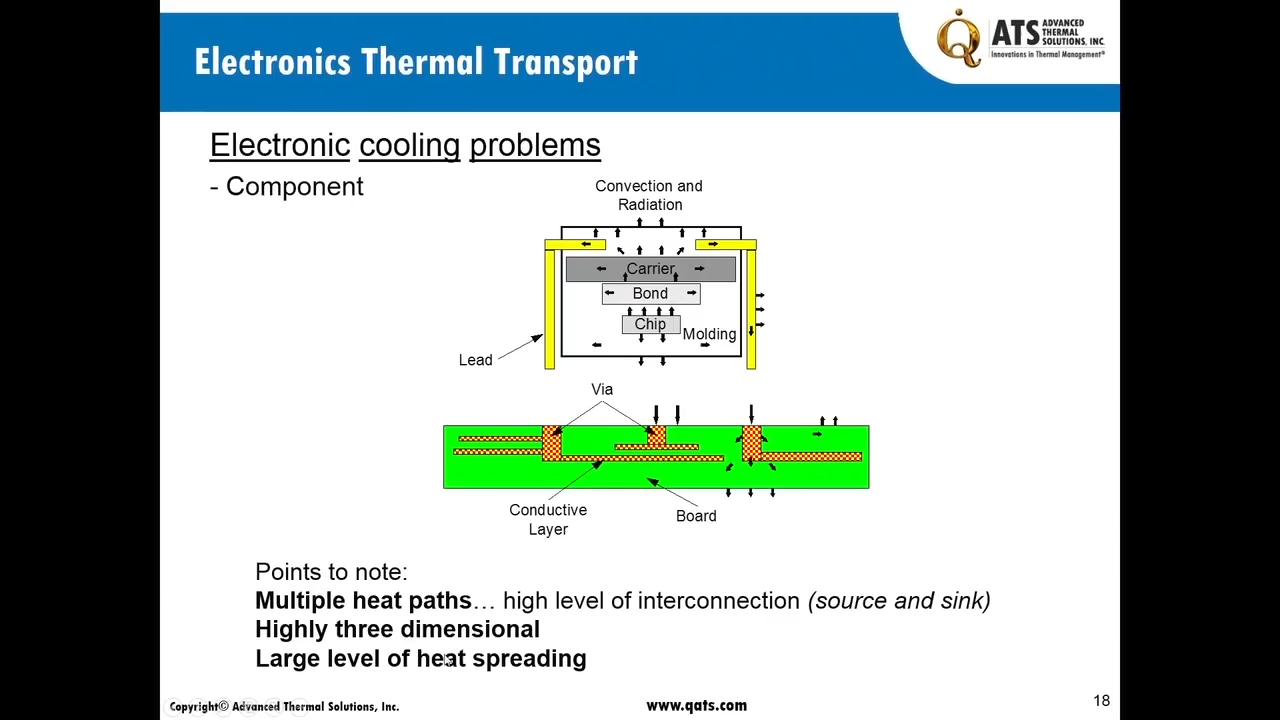 Electronics Thermal Transport
ATS ADVANCED
THERMAL
SOLUTIONS, INC.
Innovations in Thermal Management®
Electronic cooling problems
- Component
Convection and
Radiation
Carrier
Bond
Chip
Molding
Lead
Via
Conductive
Layer
Board
Points to note:
Multiple heat paths… high level of interconnection (source and sink)
Highly three dimensional
Large level of heat spreading
Copyright© Advanced Thermal Solutions, Inc.
www.qats.com
18